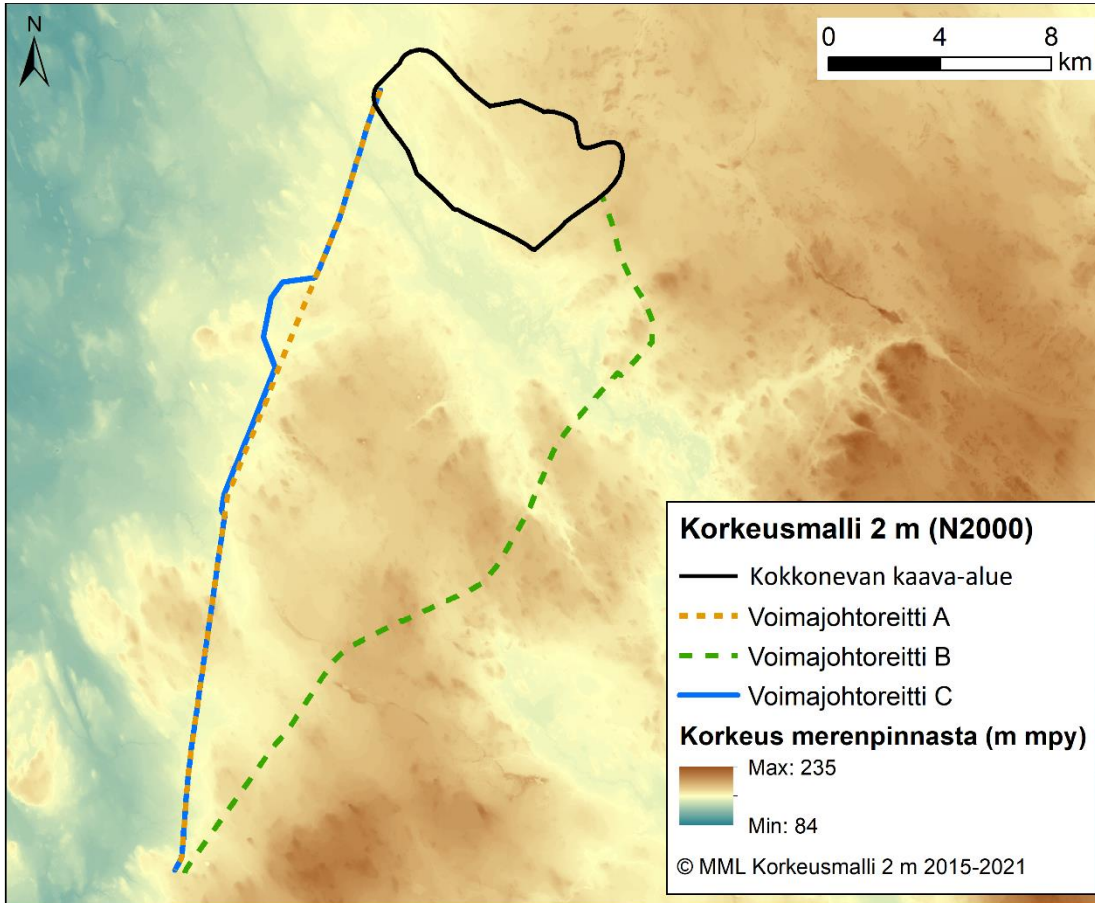 N
0 4 8
km
Korkeusmalli 2 m (N2000)
Kokkonevan kaava-alue
Voimajohtoreitti A
Voimajohtoreitti B
Voimajohtoreitti C
Korkeus merenpinnasta (m mpy)
Max: 235
Min: 84
© MML Korkeusmalli 2 m 2015-2021